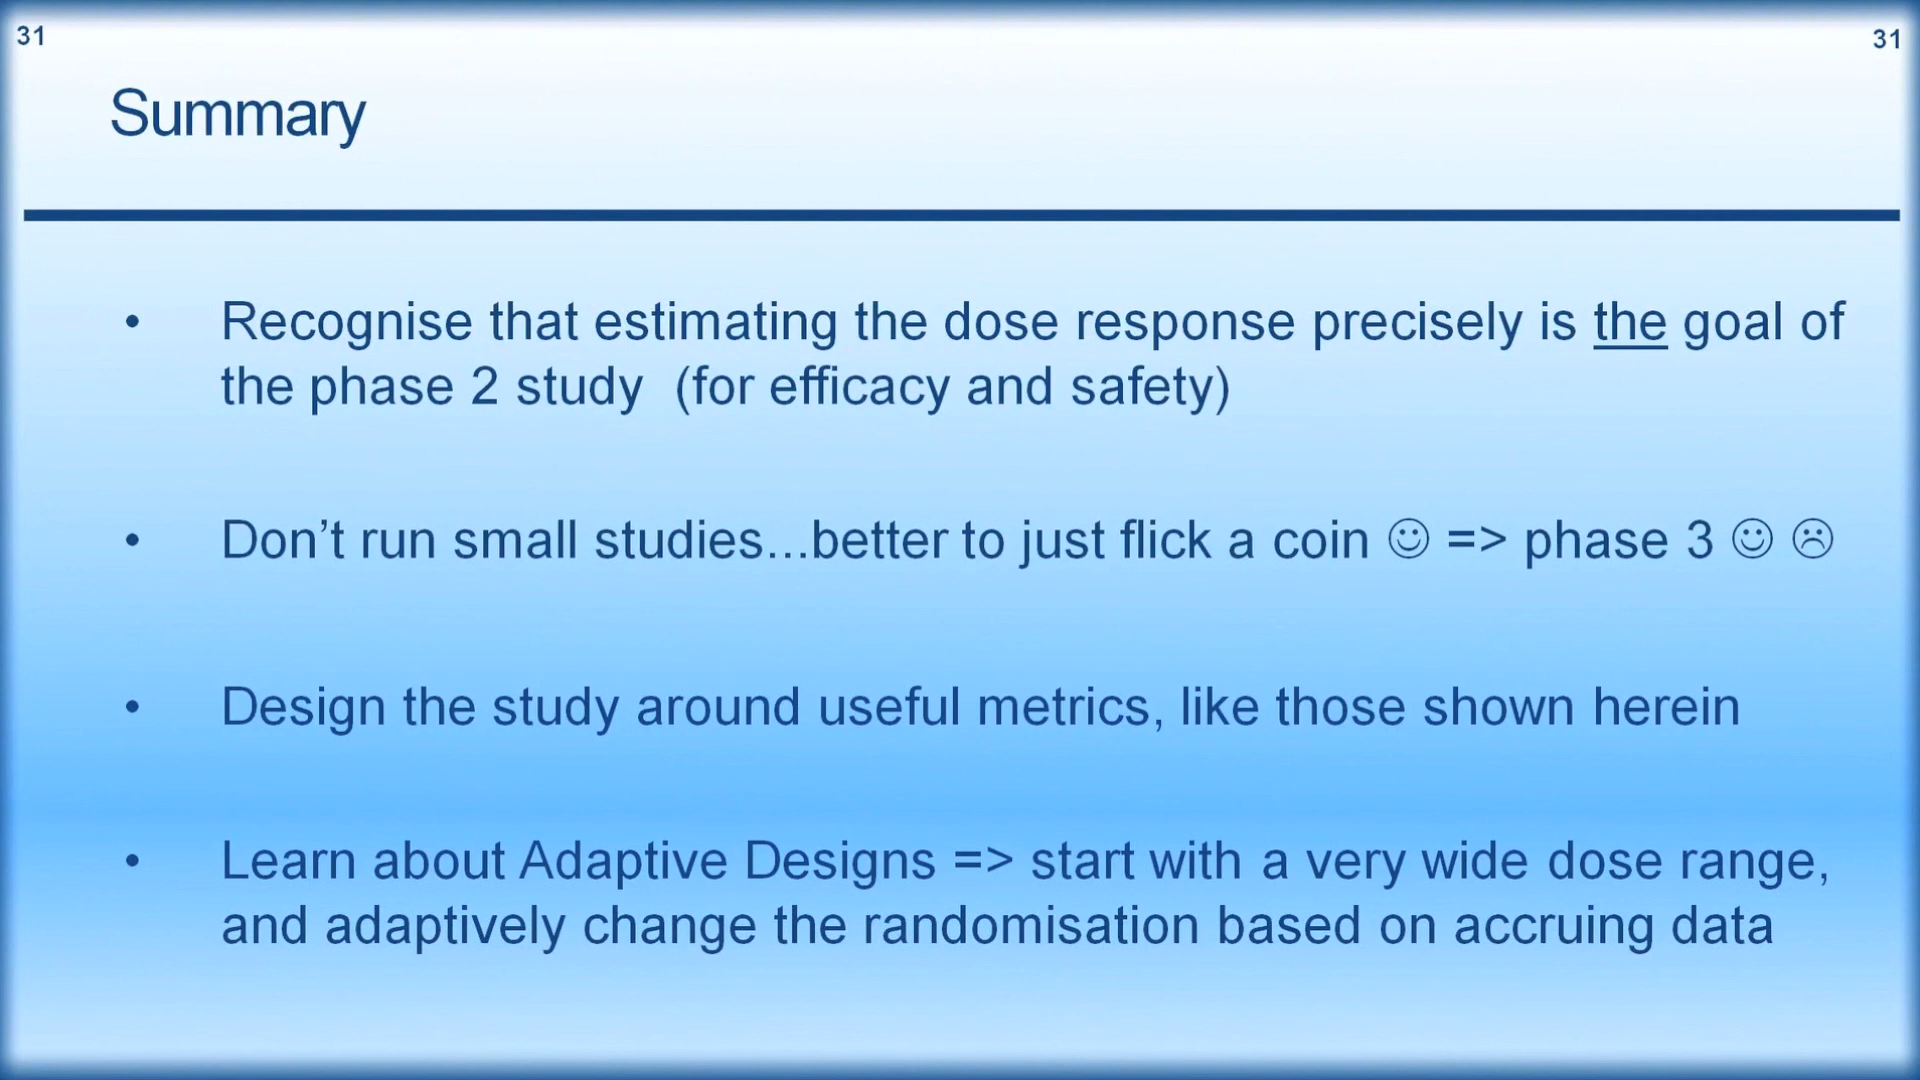 31
31
Summary
• Recognise that estimating the dose response precisely is the goal of
the phase 2 study (for efficacy and safety)
• Don’t run small studies...better to just flick a coin ☺ => phase 3 ☺ ☹
• Design the study around useful metrics, like those shown herein
• Learn about Adaptive Designs => start with a very wide dose range,
and adaptively change the randomisation based on accruing data